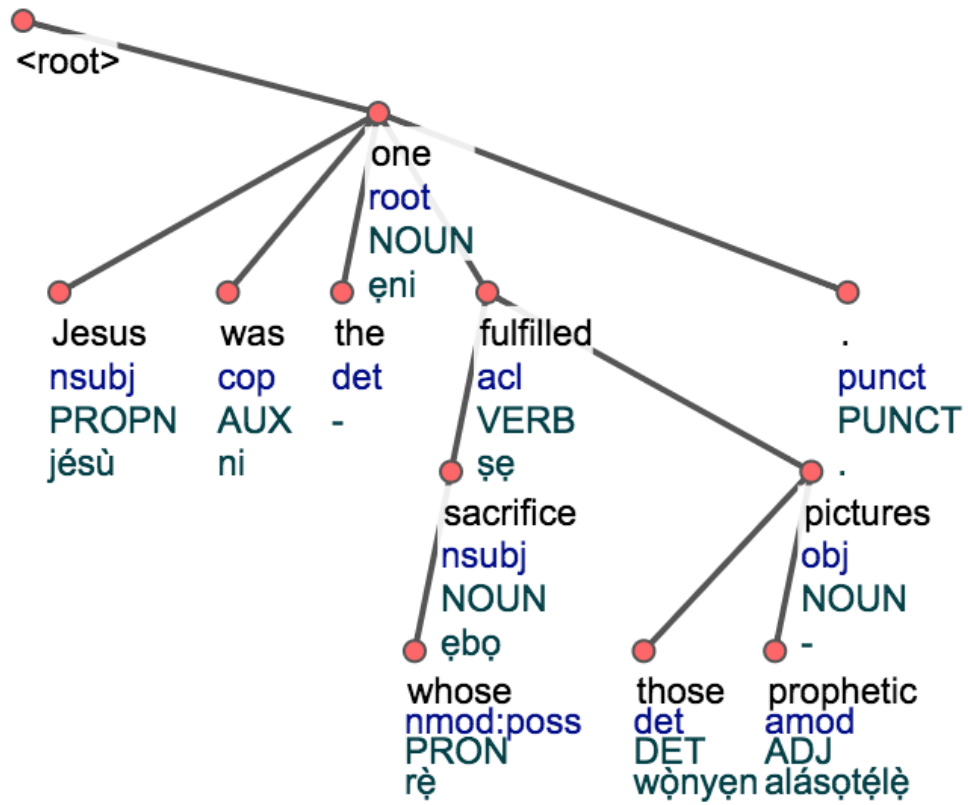 <root>
one
root
NOUN
ẹni
Jesus
nsubj
PROPN
jésù
was
cop
AUX
ni
the
det
-
fulfilled
acl
VERB
ṣẹ
.
punct
PUNCT
.
sacrifice
nsubj
NOUN
ẹbọ
pictures
obj
NOUN
-
whose
nmod:poss
PRON
rẹ̀
those
det
DET
wọ̀nyẹn
prophetic
amod
ADJ
alásọtẹ́lẹ̀